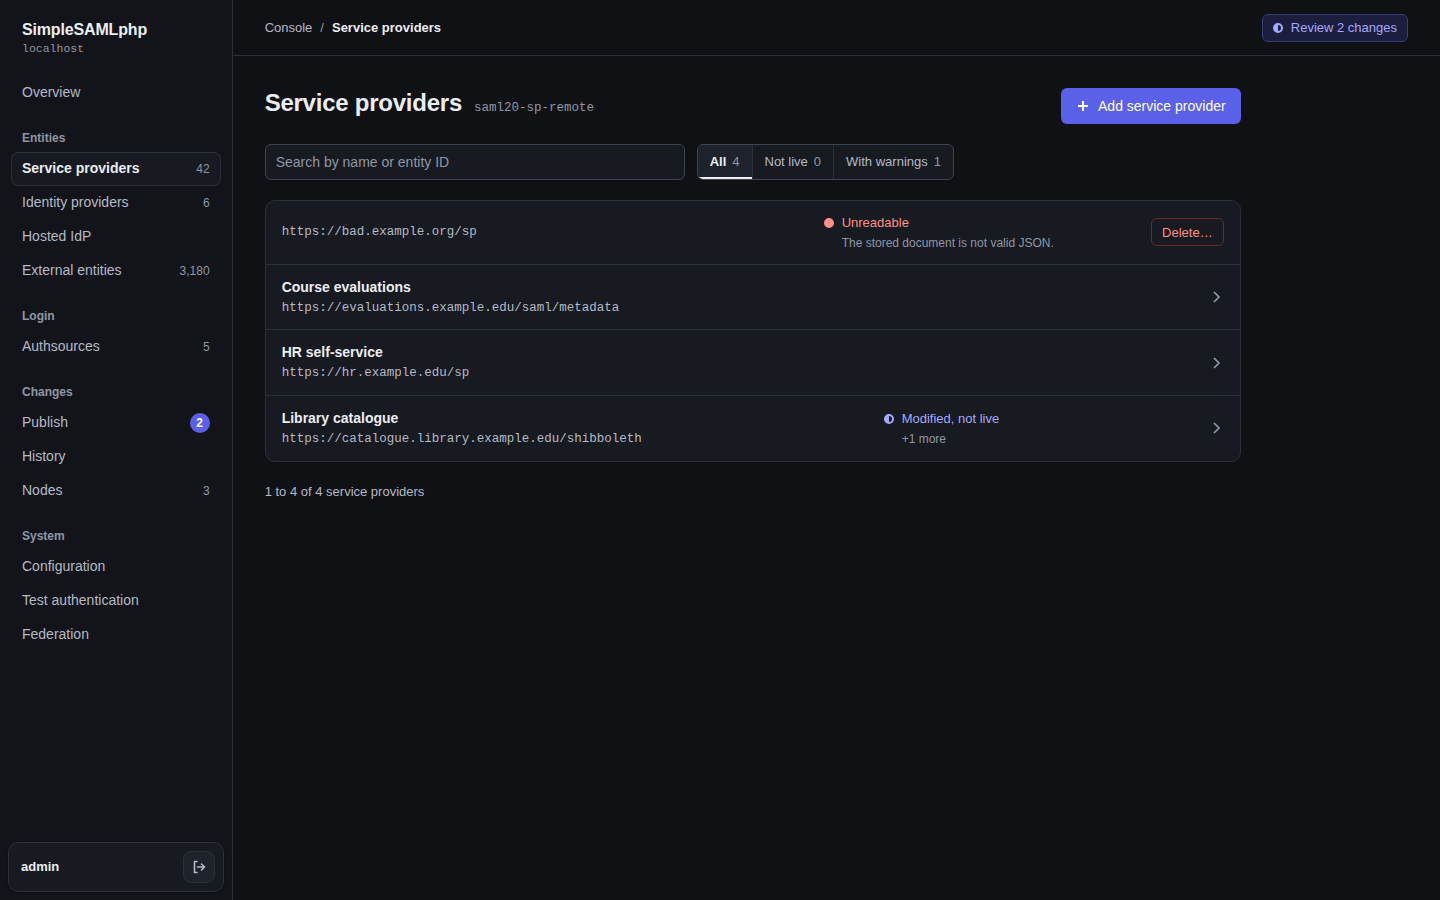 SimpleSAMLphp
localhost
Overview
Entities
Service providers 42
Identity providers 6
Hosted IdP
External entities 3,180
Login
Authsources 5
Changes
Publish 2
History
Nodes 3
System
Configuration
Test authentication
Federation
admin
Console / Service providers
Review 2 changes
Service providers saml20-sp-remote
Add service provider
Search by name or entity ID
All 4 Not live 0 With warnings 1
https://bad.example.org/sp
Unreadable
The stored document is not valid JSON.
Delete…
Course evaluations
https://evaluations.example.edu/saml/metadata
HR self-service
https://hr.example.edu/sp
Library catalogue
https://catalogue.library.example.edu/shibboleth
Modified, not live
+1 more
1 to 4 of 4 service providers